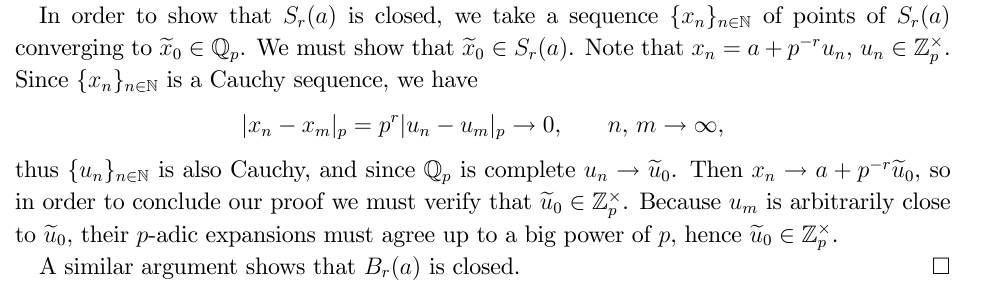 In order to show that $S_r(a)$ is closed, we take a sequence $\{x_n\}_{n\in\mathbb{N}}$ of points of $S_r(a)$
converging to $\widetilde{x}_0 \in \mathbb{Q}_p$. We must show that $\widetilde{x}_0 \in S_r(a)$. Note that $x_n = a + p^{-r}u_n$, $u_n \in \mathbb{Z}_p^\times$.
Since $\{x_n\}_{n\in\mathbb{N}}$ is a Cauchy sequence, we have
$|x_n - x_m|_p = p^r|u_n - u_m|_p \to 0, \quad n, m \to \infty,$
thus $\{u_n\}_{n\in\mathbb{N}}$ is also Cauchy, and since $\mathbb{Q}_p$ is complete $u_n \to \widetilde{u}_0$. Then $x_n \to a + p^{-r}\widetilde{u}_0$, so
in order to conclude our proof we must verify that $\widetilde{u}_0 \in \mathbb{Z}_p^\times$. Because $u_m$ is arbitrarily close
to $\widetilde{u}_0$, their $p$-adic expansions must agree up to a big power of $p$, hence $\widetilde{u}_0 \in \mathbb{Z}_p^\times$.
A similar argument shows that $B_r(a)$ is closed. □